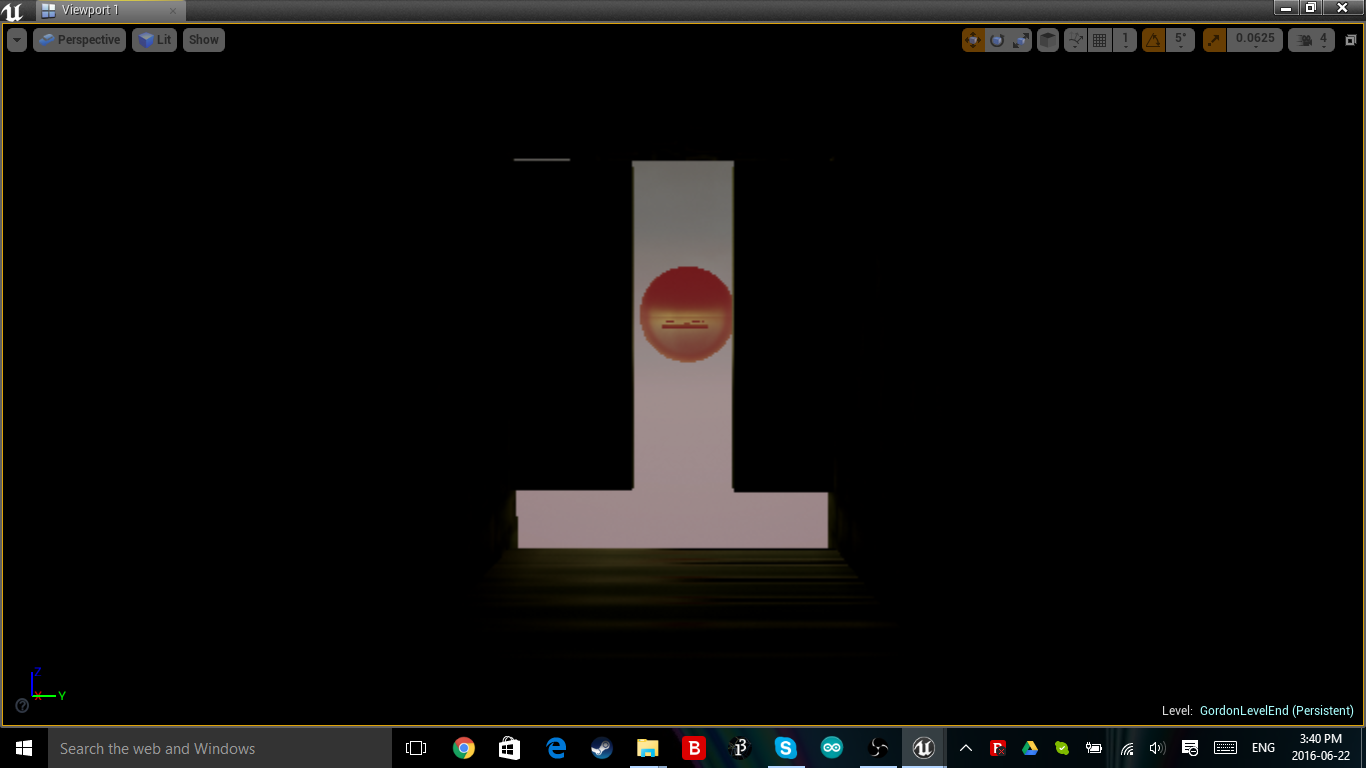 Viewport 1
Perspective
Lit
Show
1
5°
0.0625
4
Z
X
Y
Level: GordonLevelEnd (Persistent)
Search the web and Windows
B
i3
ENG
3:40 PM
2016-06-22